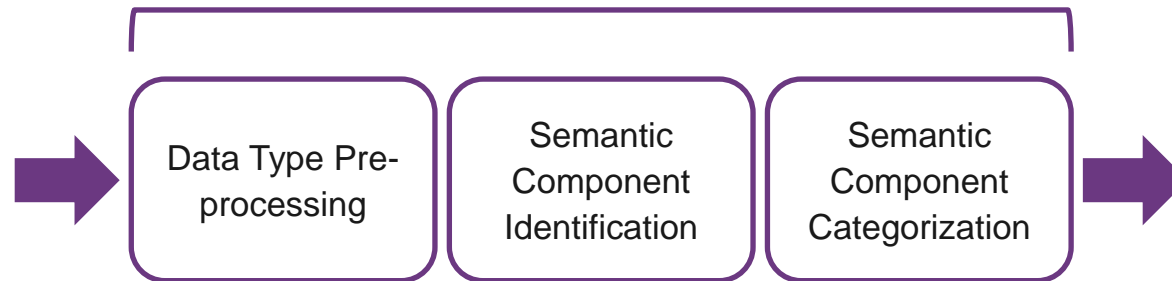 Data Type Pre-
processing
Semantic
Component
Identification
Semantic
Component
Categorization